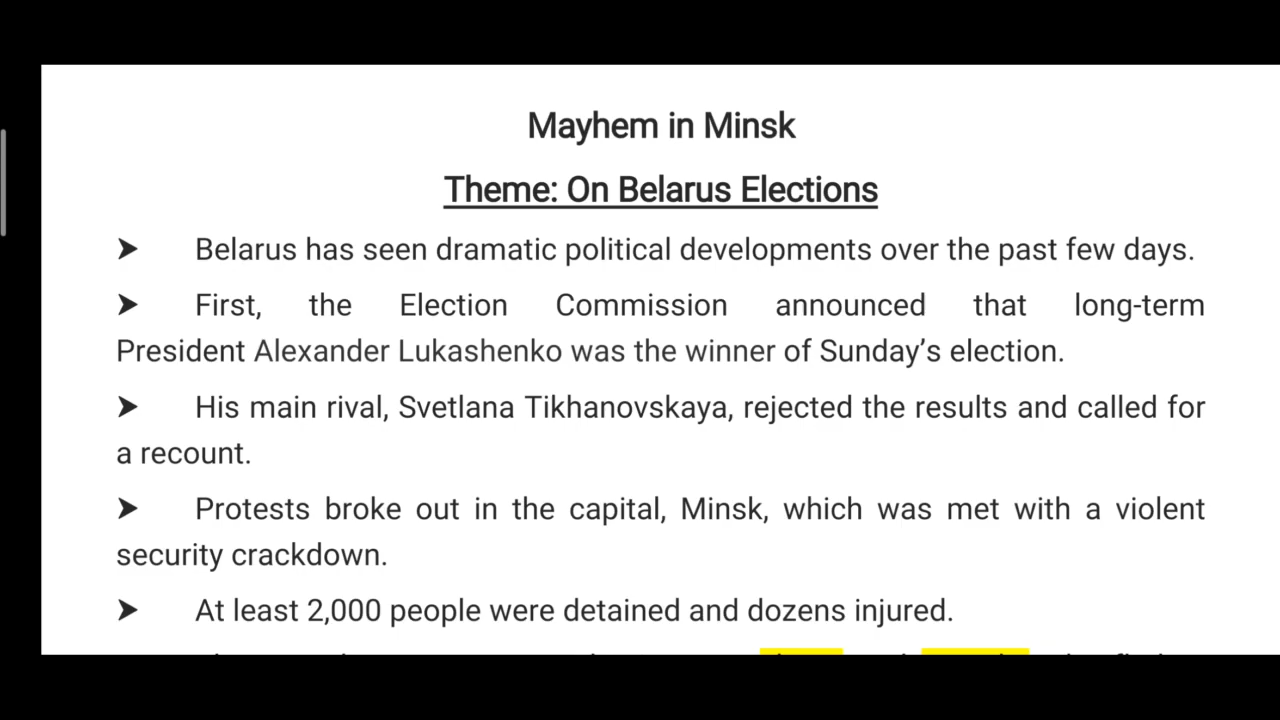 Mayhem in Minsk
Theme: On Belarus Elections
➤ Belarus has seen dramatic political developments over the past few days.
➤ First, the Election Commission announced that long-term
President Alexander Lukashenko was the winner of Sunday’s election.
➤ His main rival, Svetlana Tikhanovskaya, rejected the results and called for
a recount.
➤ Protests broke out in the capital, Minsk, which was met with a violent
security crackdown.
➤ At least 2,000 people were detained and dozens injured.